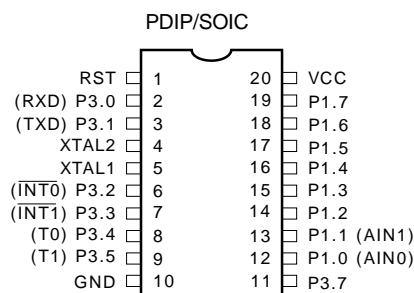 PDIP/SOIC
RST 1 20 VCC
(RXD) P3.0 2 19 P1.7
(TXD) P3.1 3 18 P1.6
XTAL2 4 17 P1.5
XTAL1 5 16 P1.4
(I̅N̅T̅0̅) P3.2 6 15 P1.3
(I̅N̅T̅1̅) P3.3 7 14 P1.2
(T0) P3.4 8 13 P1.1 (AIN1)
(T1) P3.5 9 12 P1.0 (AIN0)
GND 10 11 P3.7